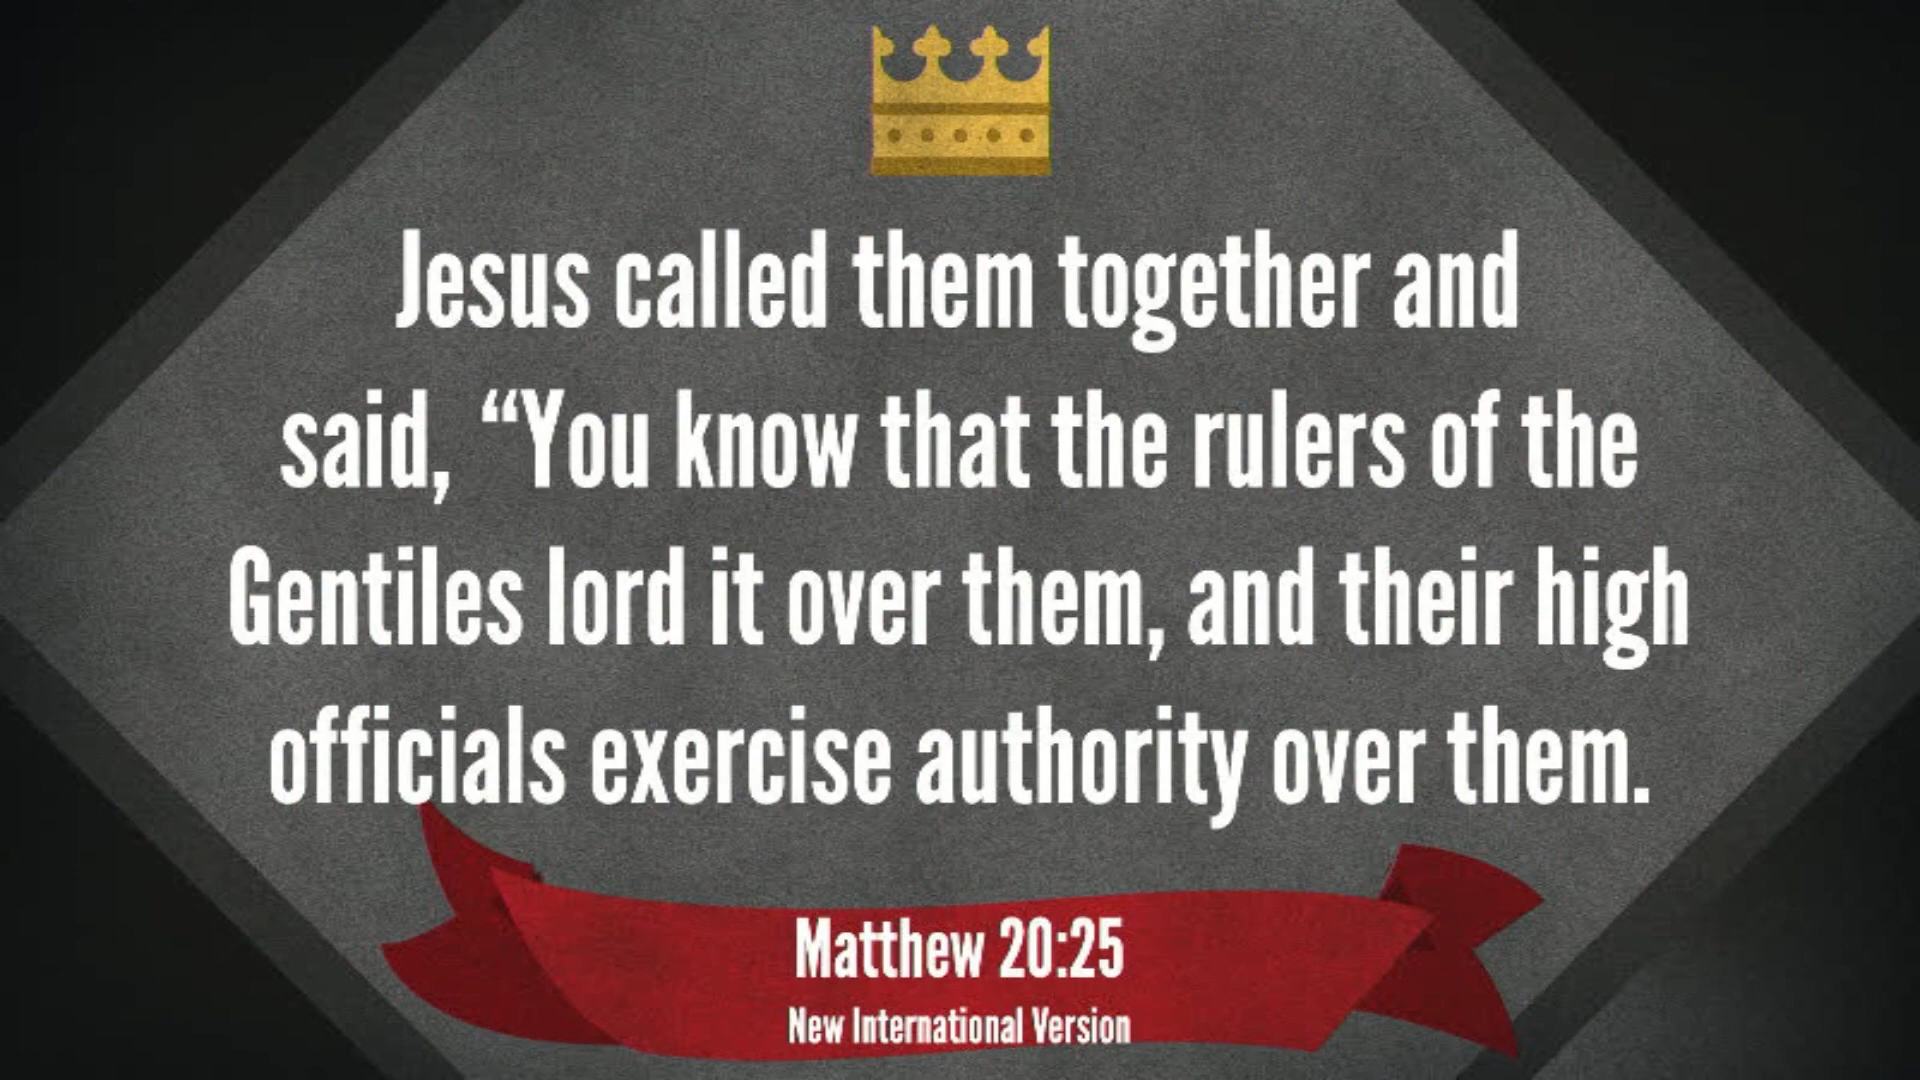 Jesus called them together and
said, “You know that the rulers of the
Gentiles lord it over them, and their high
officials exercise authority over them.
Matthew 20:25
New International Version